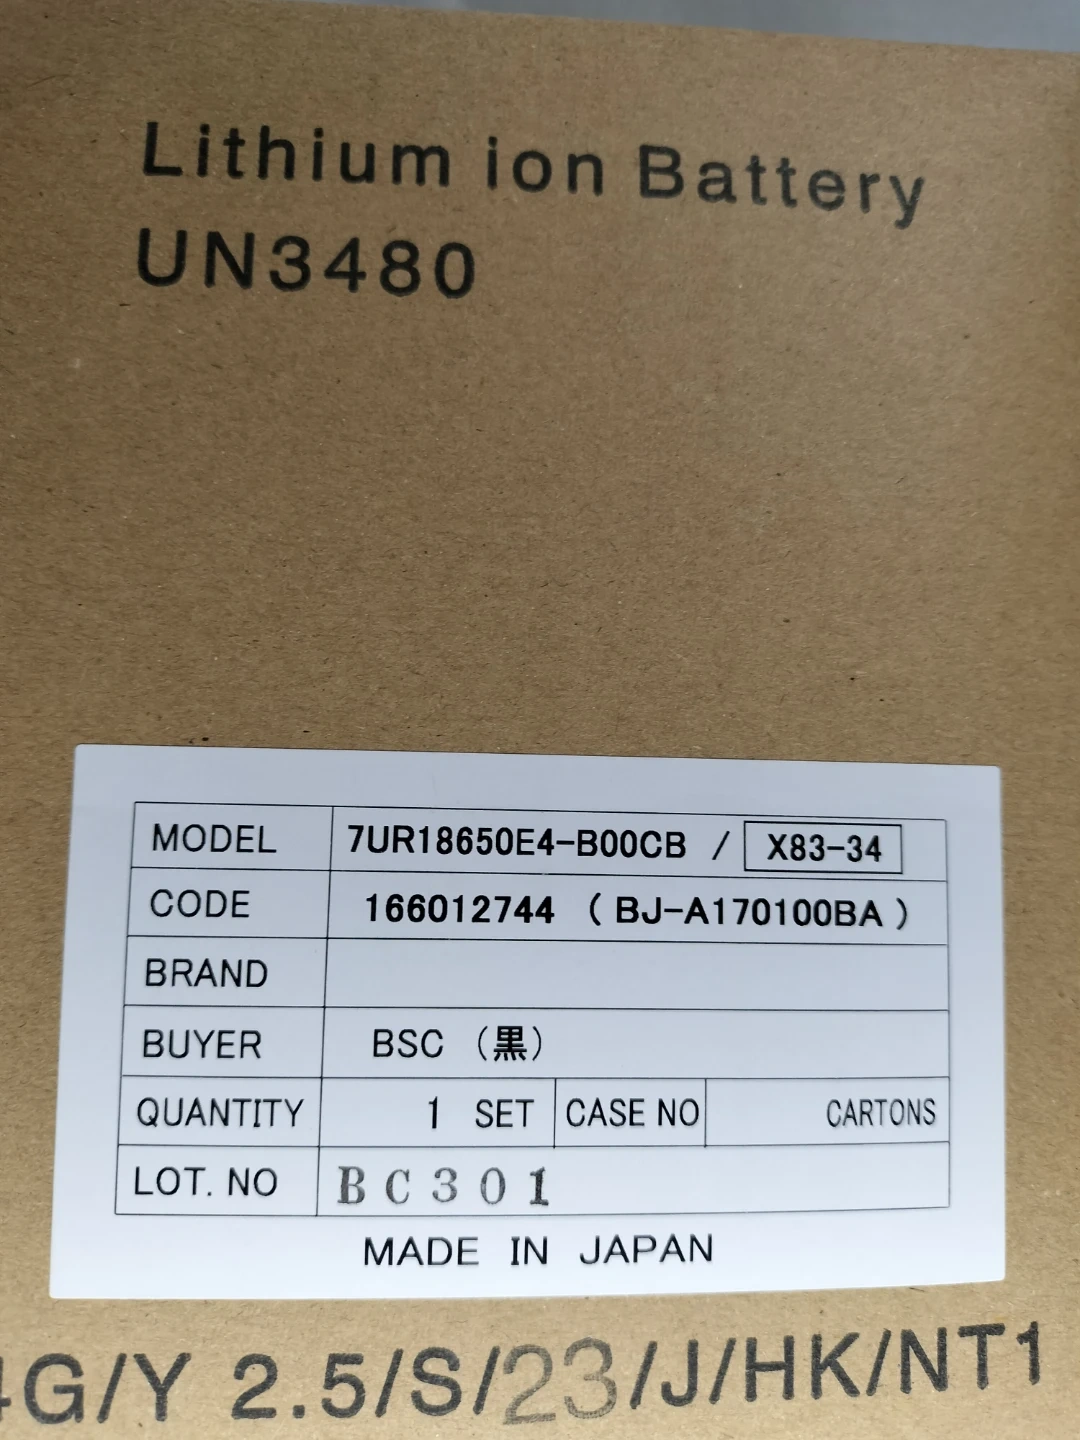 Lithium ion Battery
UN3480
MODEL 7UR18650E4-B00CB / X83-34
CODE 166012744 ( BJ-A170100BA )
BRAND
BUYER BSC (黒)
QUANTITY 1 SET CASE NO CARTONS
LOT. NO BC301
MADE IN JAPAN
4G/Y 2.5/S/23/J/HK/NT1